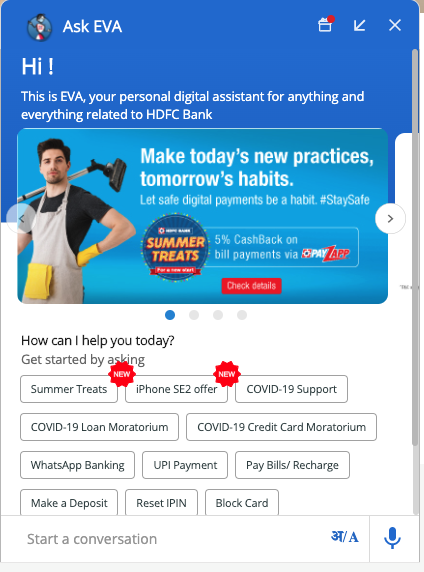 Ask EVA
Hi !
This is EVA, your personal digital assistant for anything and
everything related to HDFC Bank
Make today's new practices,
tomorrow's habits.
Let safe digital payments be a habit. #StaySafe
HDFC BANK
SUMMER
TREATS
For a new start
5% CashBack on
bill payments via PAYZAPP
Check details
How can I help you today?
Get started by asking
NEW
NEW
Summer Treats
iPhone SE2 offer
COVID-19 Support
COVID-19 Loan Moratorium
COVID-19 Credit Card Moratorium
WhatsApp Banking
UPI Payment
Pay Bills/ Recharge
Make a Deposit
Reset IPIN
Block Card
Start a conversation
अ/A